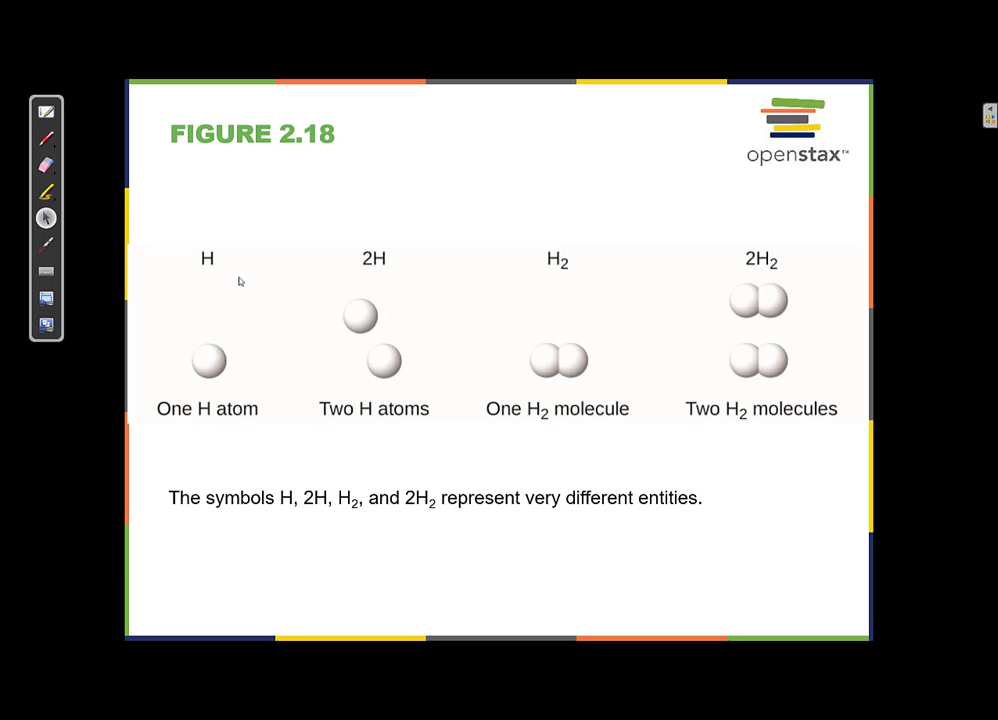 FIGURE 2.18
openstax™
H 2H H₂ 2H₂
One H atom Two H atoms One H₂ molecule Two H₂ molecules
The symbols H, 2H, H₂, and 2H₂ represent very different entities.